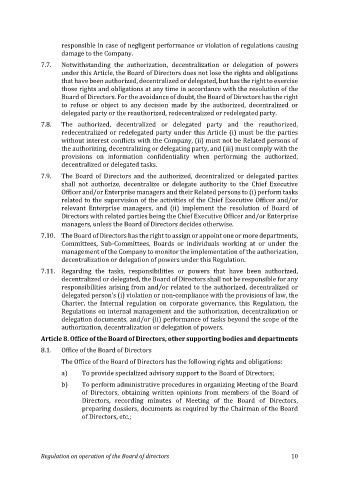 responsible in case of negligent performance or violation of regulations causing
damage to the Company.
7.7. Notwithstanding the authorization, decentralization or delegation of powers
under this Article, the Board of Directors does not lose the rights and obligations
that have been authorized, decentralized or delegated, but has the right to exercise
those rights and obligations at any time in accordance with the resolution of the
Board of Directors. For the avoidance of doubt, the Board of Directors has the right
to refuse or object to any decision made by the authorized, decentralized or
delegated party or the reauthorized, redecentralized or redelegated party.
7.8. The authorized, decentralized or delegated party and the reauthorized,
redecentralized or redelegated party under this Article (i) must be the parties
without interest conflicts with the Company, (ii) must not be Related persons of
the authorizing, decentralizing or delegating party, and (iii) must comply with the
provisions on information confidentiality when performing the authorized,
decentralized or delegated tasks.
7.9. The Board of Directors and the authorized, decentralized or delegated parties
shall not authorize, decentralize or delegate authority to the Chief Executive
Officer and/or Enterprise managers and their Related persons to (i) perform tasks
related to the supervision of the activities of the Chief Executive Officer and/or
relevant Enterprise managers, and (ii) implement the resolution of Board of
Directors with related parties being the Chief Executive Officer and/or Enterprise
managers, unless the Board of Directors decides otherwise.
7.10. The Board of Directors has the right to assign or appoint one or more departments,
Committees, Sub-Committees, Boards or individuals working at or under the
management of the Company to monitor the implementation of the authorization,
decentralization or delegation of powers under this Regulation.
7.11. Regarding the tasks, responsibilities or powers that have been authorized,
decentralized or delegated, the Board of Directors shall not be responsible for any
responsibilities arising from and/or related to the authorized, decentralized or
delegated person's (i) violation or non-compliance with the provisions of law, the
Charter, the Internal regulation on corporate governance, this Regulation, the
Regulations on internal management and the authorization, decentralization or
delegation documents, and/or (ii) performance of tasks beyond the scope of the
authorization, decentralization or delegation of powers.
Article 8. Office of the Board of Directors, other supporting bodies and departments
8.1. Office of the Board of Directors
The Office of the Board of Directors has the following rights and obligations:
a) To provide specialized advisory support to the Board of Directors;
b) To perform administrative procedures in organizing Meeting of the Board
of Directors, obtaining written opinions from members of the Board of
Directors, recording minutes of Meeting of the Board of Directors,
preparing dossiers, documents as required by the Chairman of the Board
of Directors, etc.;
Regulation on operation of the Board of directors 10